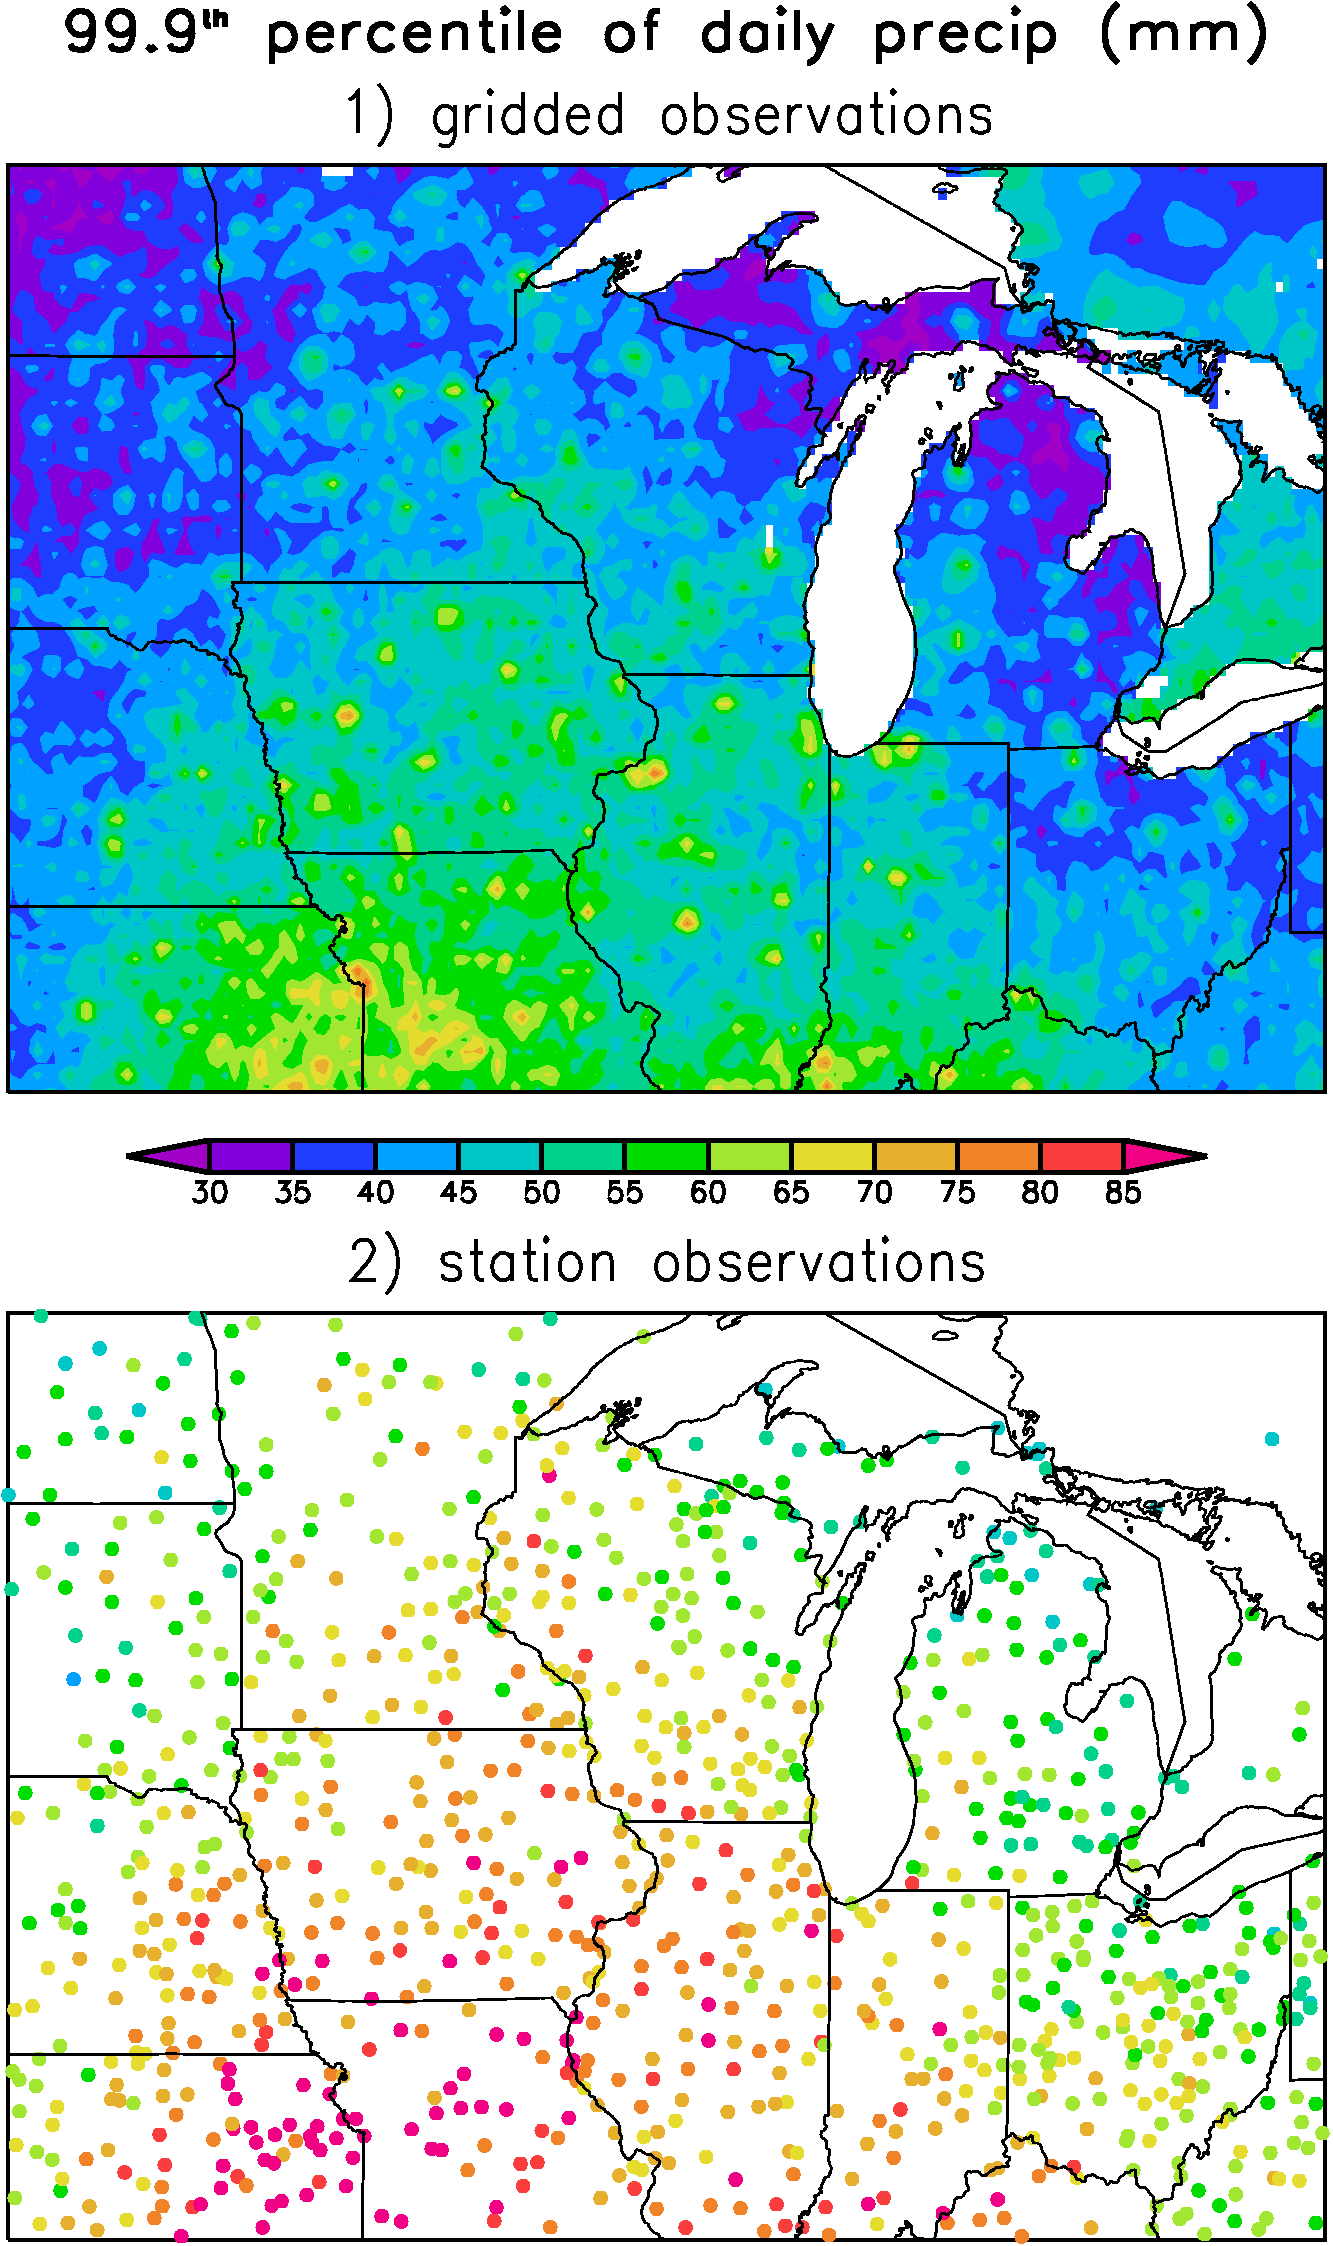 99.9th percentile of daily precip (mm)
1) gridded observations
30 35 40 45 50 55 60 65 70 75 80 85
2) station observations